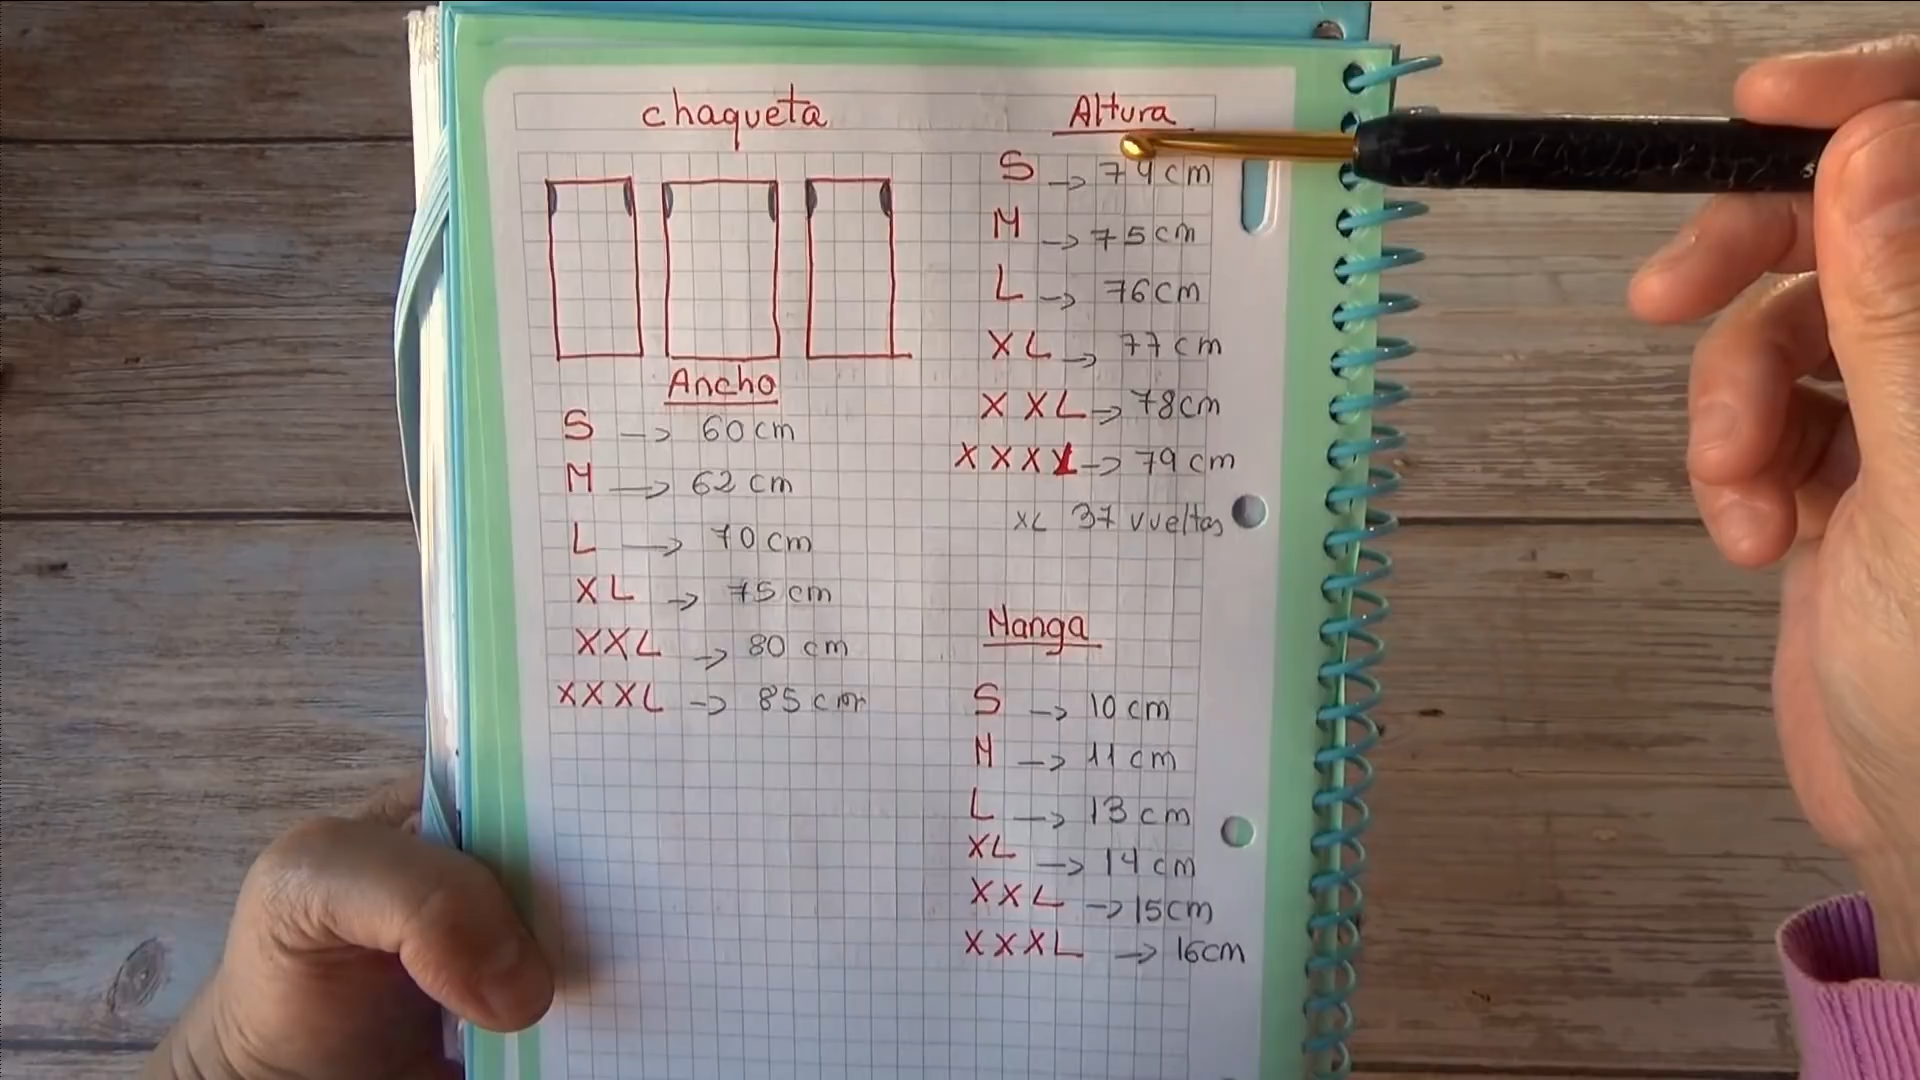 chaqueta
Ancho
S -> 60 cm
M -> 62 cm
L -> 70 cm
XL -> 75 cm
XXL -> 80 cm
XXXL -> 85 cm
Altura
S -> 74 cm
M -> 75 cm
L -> 76 cm
XL -> 77 cm
XXL -> 78 cm
XXXL -> 79 cm
XL 37 vueltas
Manga
S -> 10 cm
M -> 11 cm
L -> 13 cm
XL -> 14 cm
XXL -> 15 cm
XXXL -> 16 cm